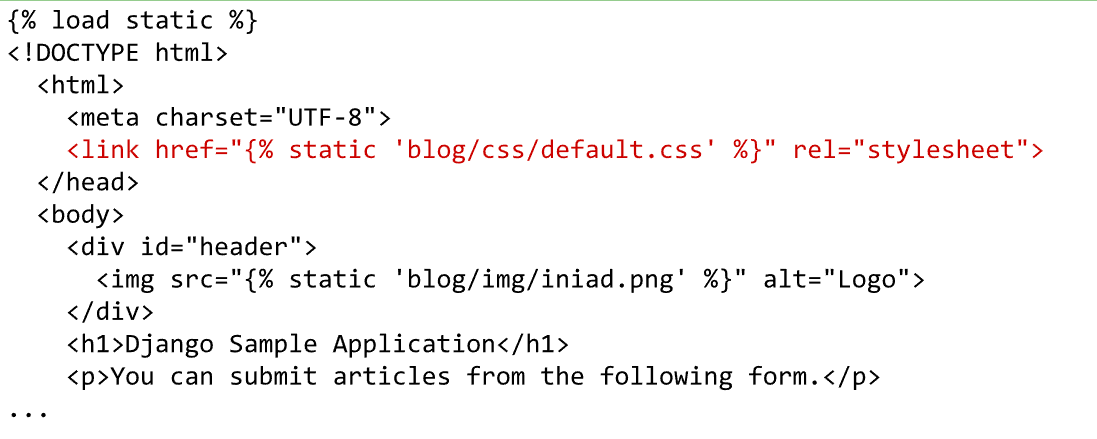 {% load static %}
<!DOCTYPE html>
  <html>
    <meta charset="UTF-8">
    <link href="{% static 'blog/css/default.css' %}" rel="stylesheet">
  </head>
  <body>
    <div id="header">
      <img src="{% static 'blog/img/iniad.png' %}" alt="Logo">
    </div>
    <h1>Django Sample Application</h1>
    <p>You can submit articles from the following form.</p>
...